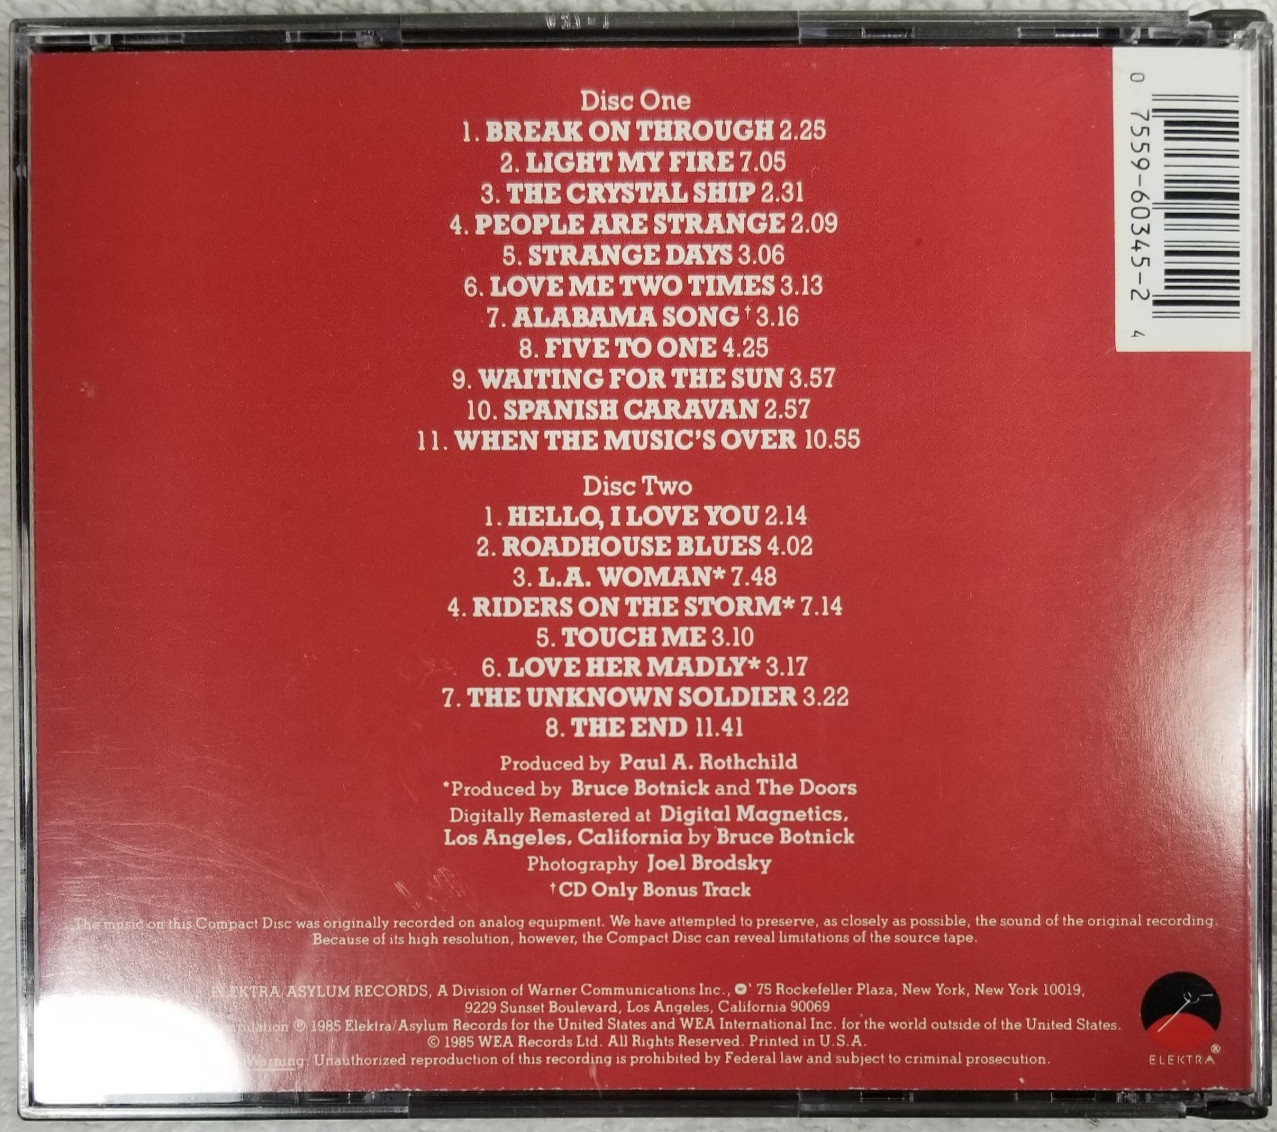 Disc One
1. BREAK ON THROUGH 2.25
2. LIGHT MY FIRE 7.05
3. THE CRYSTAL SHIP 2.31
4. PEOPLE ARE STRANGE 2.09
5. STRANGE DAYS 3.06
6. LOVE ME TWO TIMES 3.13
7. ALABAMA SONG † 3.16
8. FIVE TO ONE 4.25
9. WAITING FOR THE SUN 3.57
10. SPANISH CARAVAN 2.57
11. WHEN THE MUSIC'S OVER 10.55
Disc Two
1. HELLO, I LOVE YOU 2.14
2. ROADHOUSE BLUES 4.02
3. L.A. WOMAN* 7.48
4. RIDERS ON THE STORM* 7.14
5. TOUCH ME 3.10
6. LOVE HER MADLY* 3.17
7. THE UNKNOWN SOLDIER 3.22
8. THE END 11.41
Produced by Paul A. Rothchild
*Produced by Bruce Botnick and The Doors
Digitally Remastered at Digital Magnetics,
Los Angeles, California by Bruce Botnick
Photography Joel Brodsky
†CD Only Bonus Track
The music on this Compact Disc was originally recorded on analog equipment. We have attempted to preserve, as closely as possible, the sound of the original recording.
Because of its high resolution, however, the Compact Disc can reveal limitations of the source tape.
ELEKTRA/ASYLUM RECORDS, A Division of Warner Communications Inc., 75 Rockefeller Plaza, New York, New York 10019,
9229 Sunset Boulevard, Los Angeles, California 90069
℗ 1985 Elektra/Asylum Records for the United States and WEA International Inc. for the world outside of the United States.
© 1985 WEA Records Ltd. All Rights Reserved. Printed in U.S.A.
Warning: Unauthorized reproduction of this recording is prohibited by Federal law and subject to criminal prosecution.
0 7559-60345-2 4
ELEKTRA®